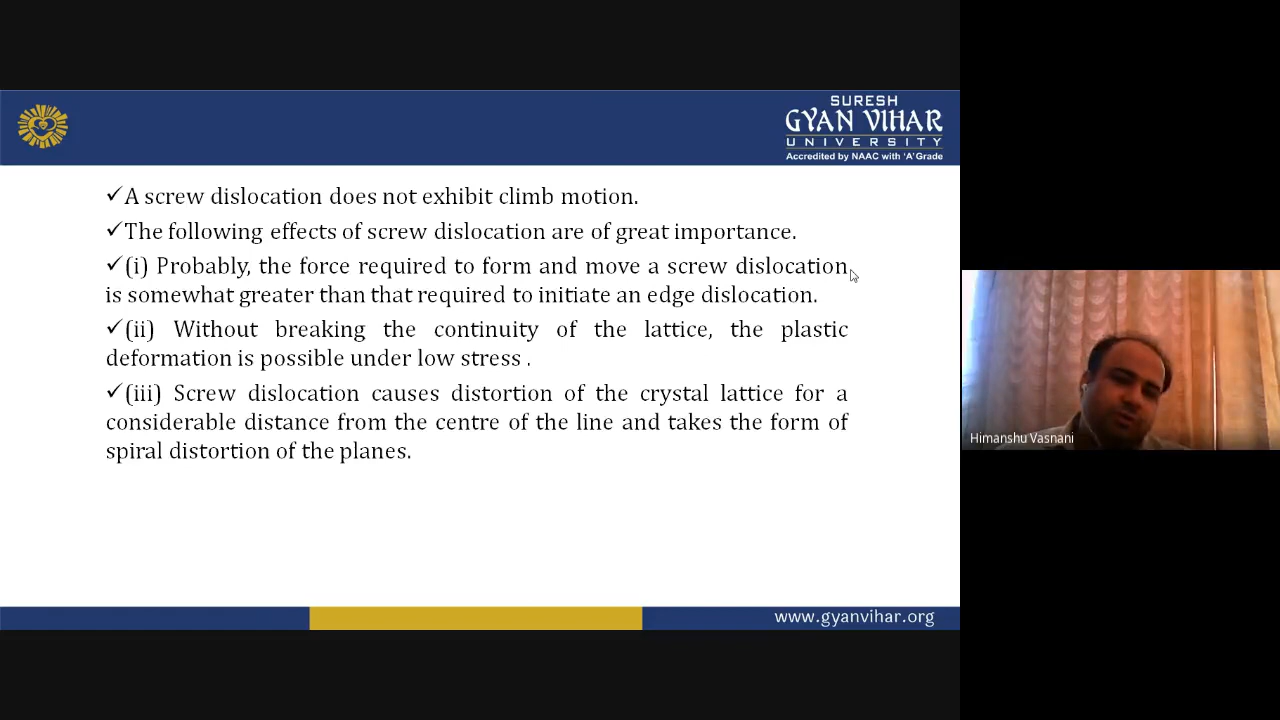 SURESH
GYAN VIHAR
UNIVERSITY
Accredited by NAAC with 'A' Grade
✓A screw dislocation does not exhibit climb motion.
✓The following effects of screw dislocation are of great importance.
✓(i) Probably, the force required to form and move a screw dislocation
is somewhat greater than that required to initiate an edge dislocation.
✓(ii) Without breaking the continuity of the lattice, the plastic
deformation is possible under low stress .
✓(iii) Screw dislocation causes distortion of the crystal lattice for a
considerable distance from the centre of the line and takes the form of
spiral distortion of the planes.
Himanshu Vasnani
www.gyanvihar.org